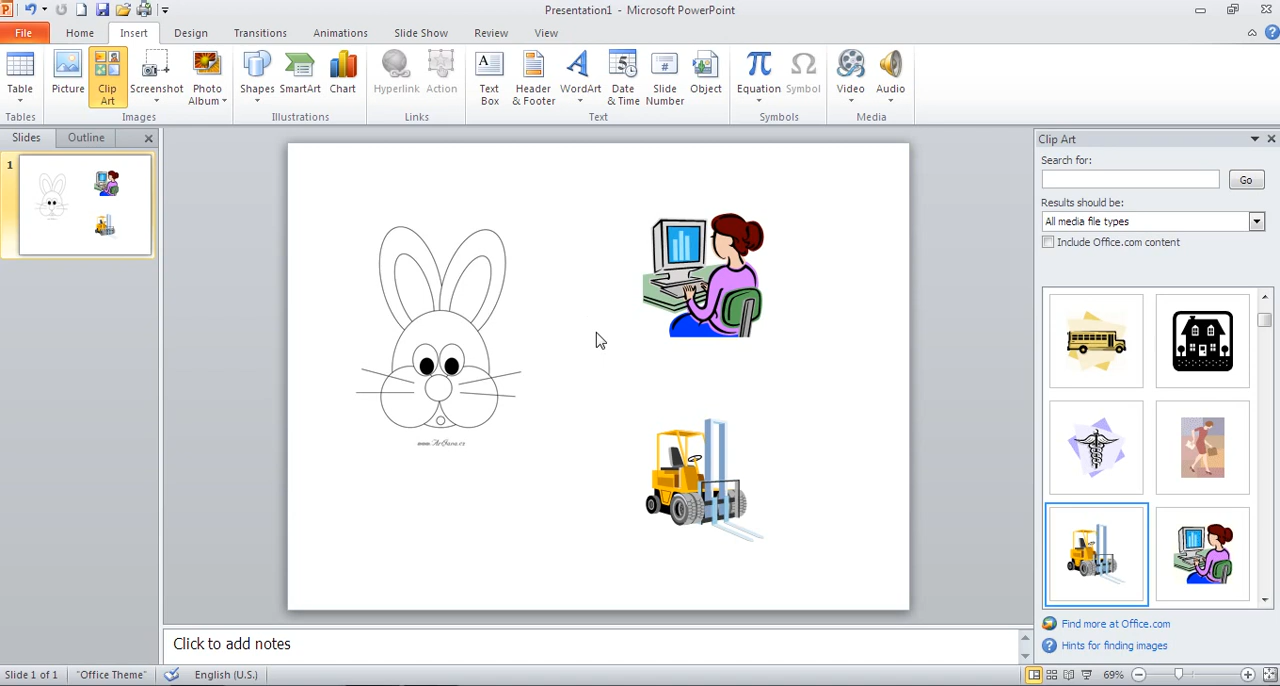 Presentation1 - Microsoft PowerPoint
File Home Insert Design Transitions Animations Slide Show Review View
Table
Picture
Clip Art
Screenshot
Photo Album
Shapes
SmartArt
Chart
Hyperlink
Action
Text Box
Header & Footer
WordArt
Date & Time
Slide Number
Object
Equation
Symbol
Video
Audio
Tables Images Illustrations Links Text Symbols Media
Slides Outline
1
Clip Art
Search for:
Go
Results should be:
All media file types
Include Office.com content
Find more at Office.com
Hints for finding images
Click to add notes
Slide 1 of 1 "Office Theme" English (U.S.) 69%